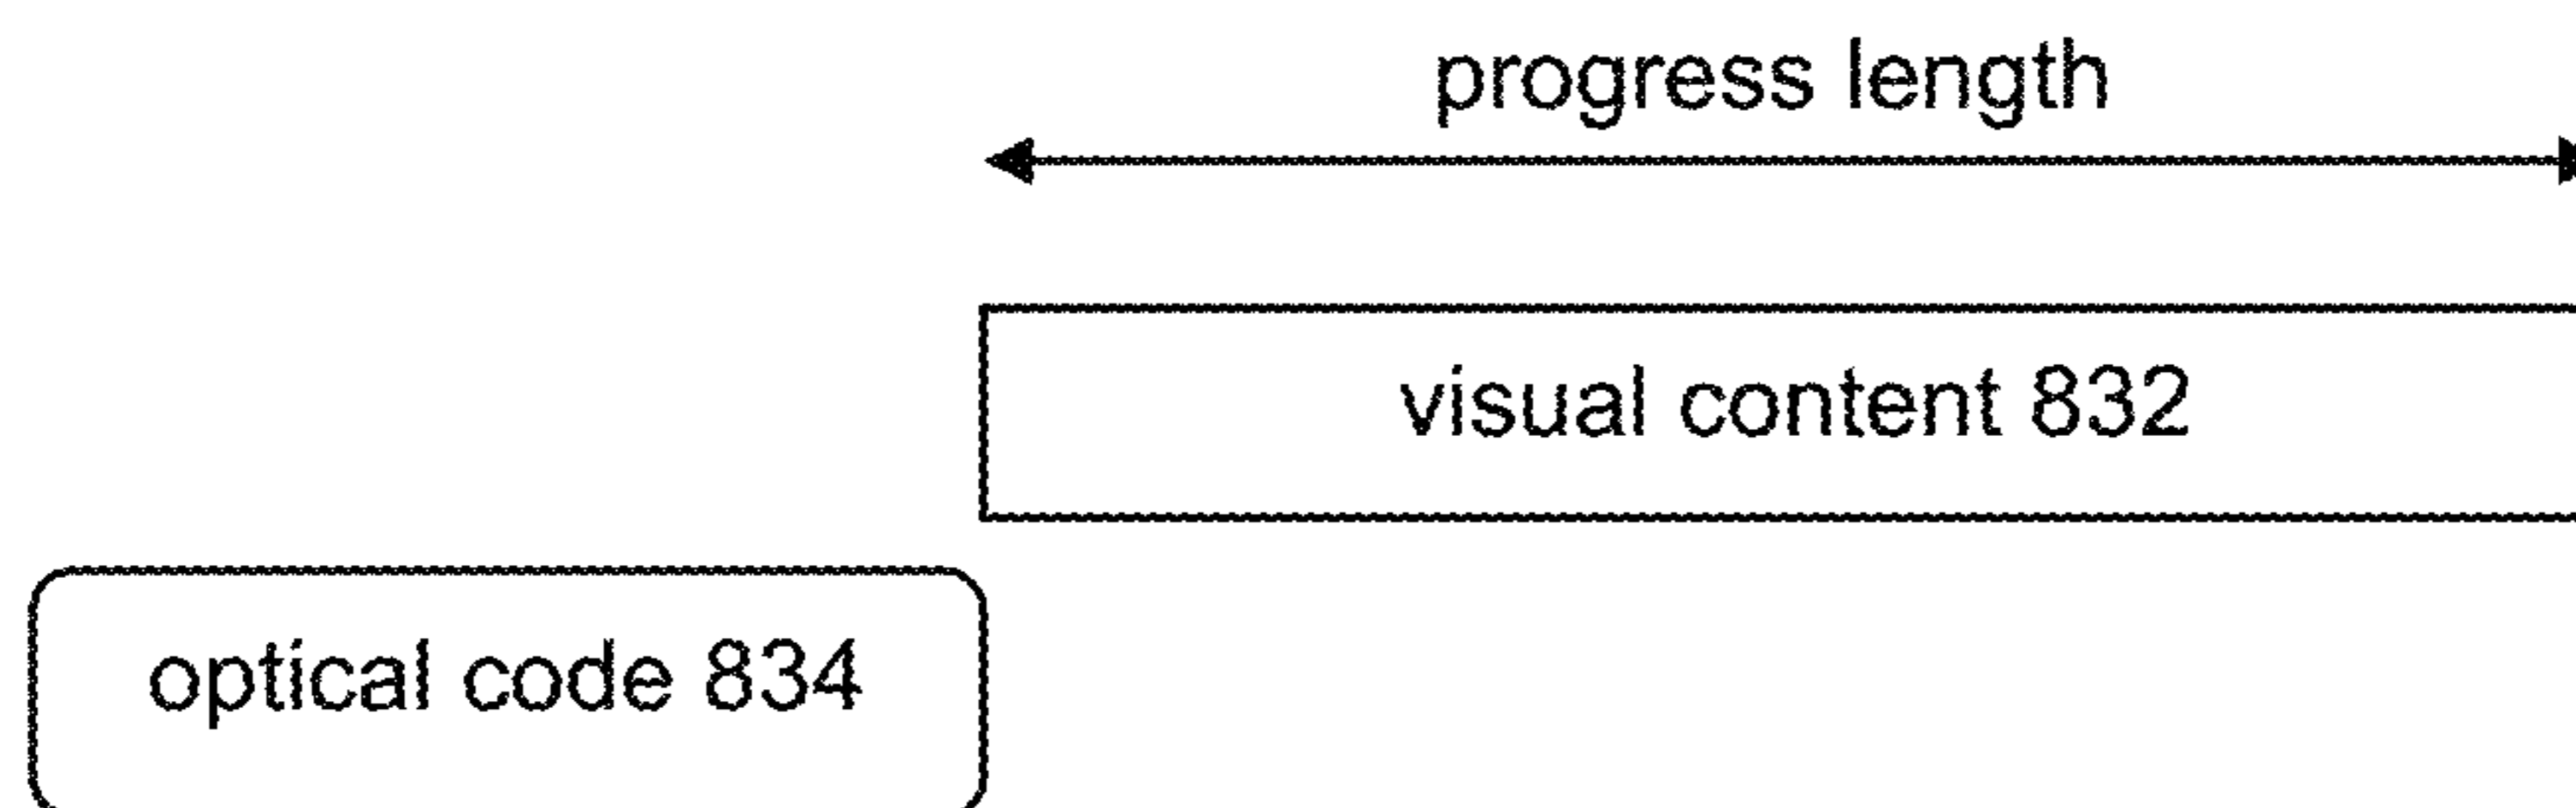 progress length
visual content 832
optical code 834